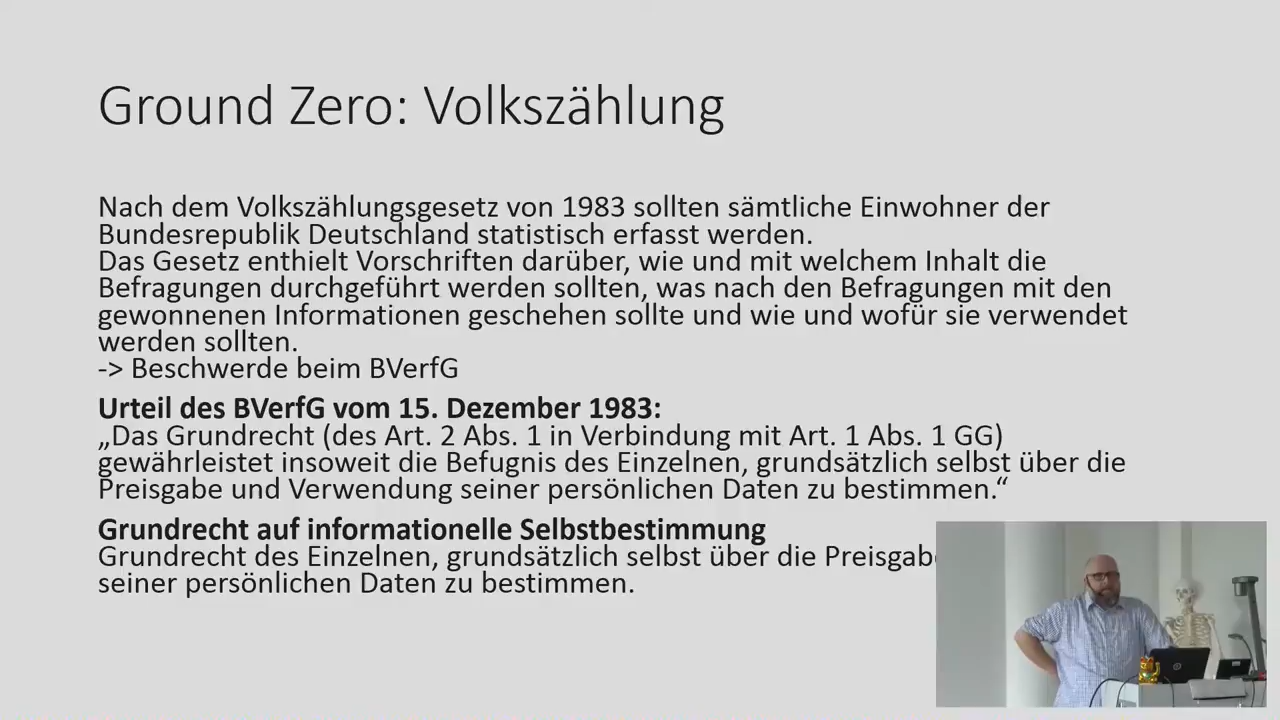 Ground Zero: Volkszählung
Nach dem Volkszählungsgesetz von 1983 sollten sämtliche Einwohner der
Bundesrepublik Deutschland statistisch erfasst werden.
Das Gesetz enthielt Vorschriften darüber, wie und mit welchem Inhalt die
Befragungen durchgeführt werden sollten, was nach den Befragungen mit den
gewonnenen Informationen geschehen sollte und wie und wofür sie verwendet
werden sollten.
-> Beschwerde beim BVerfG
Urteil des BVerfG vom 15. Dezember 1983:
„Das Grundrecht (des Art. 2 Abs. 1 in Verbindung mit Art. 1 Abs. 1 GG)
gewährleistet insoweit die Befugnis des Einzelnen, grundsätzlich selbst über die
Preisgabe und Verwendung seiner persönlichen Daten zu bestimmen.“
Grundrecht auf informationelle Selbstbestimmung
Grundrecht des Einzelnen, grundsätzlich selbst über die Preisgabe
seiner persönlichen Daten zu bestimmen.